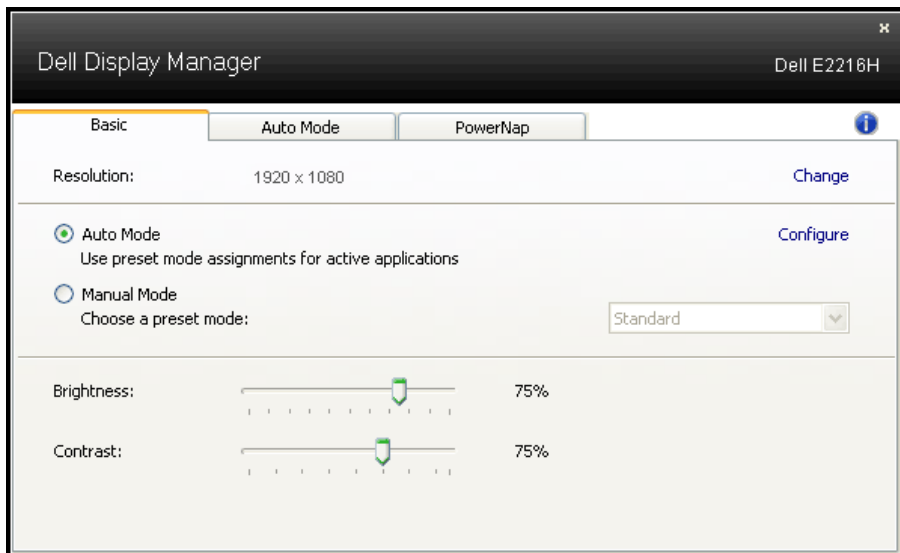 Dell Display Manager
Dell E2216H
Basic
Auto Mode
PowerNap
Resolution:
1920 x 1080
Change
Auto Mode
Configure
Use preset mode assignments for active applications
Manual Mode
Choose a preset mode:
Standard
Brightness:
75%
Contrast:
75%